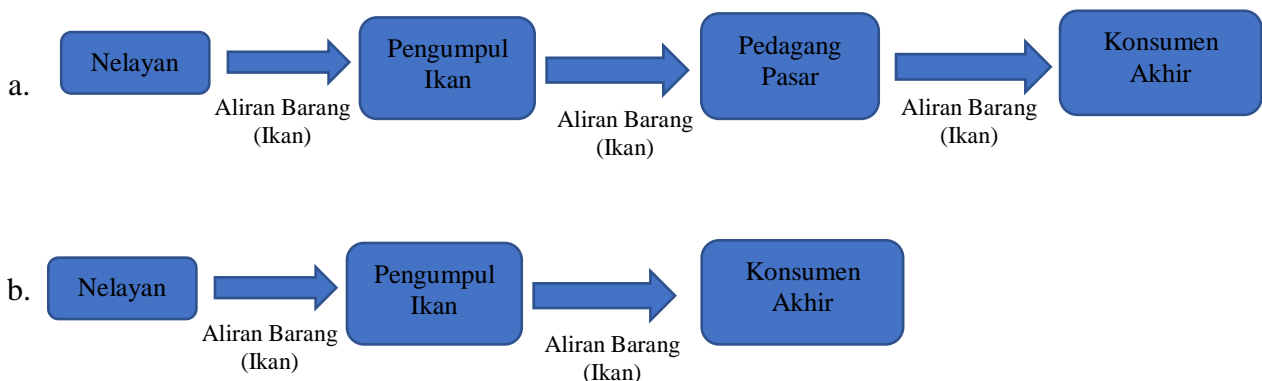 a.
Nelayan
Aliran Barang
(Ikan)
Pengumpul
Ikan
Aliran Barang
(Ikan)
Pedagang
Pasar
Aliran Barang
(Ikan)
Konsumen
Akhir
b.
Nelayan
Aliran Barang
(Ikan)
Pengumpul
Ikan
Aliran Barang
(Ikan)
Konsumen
Akhir